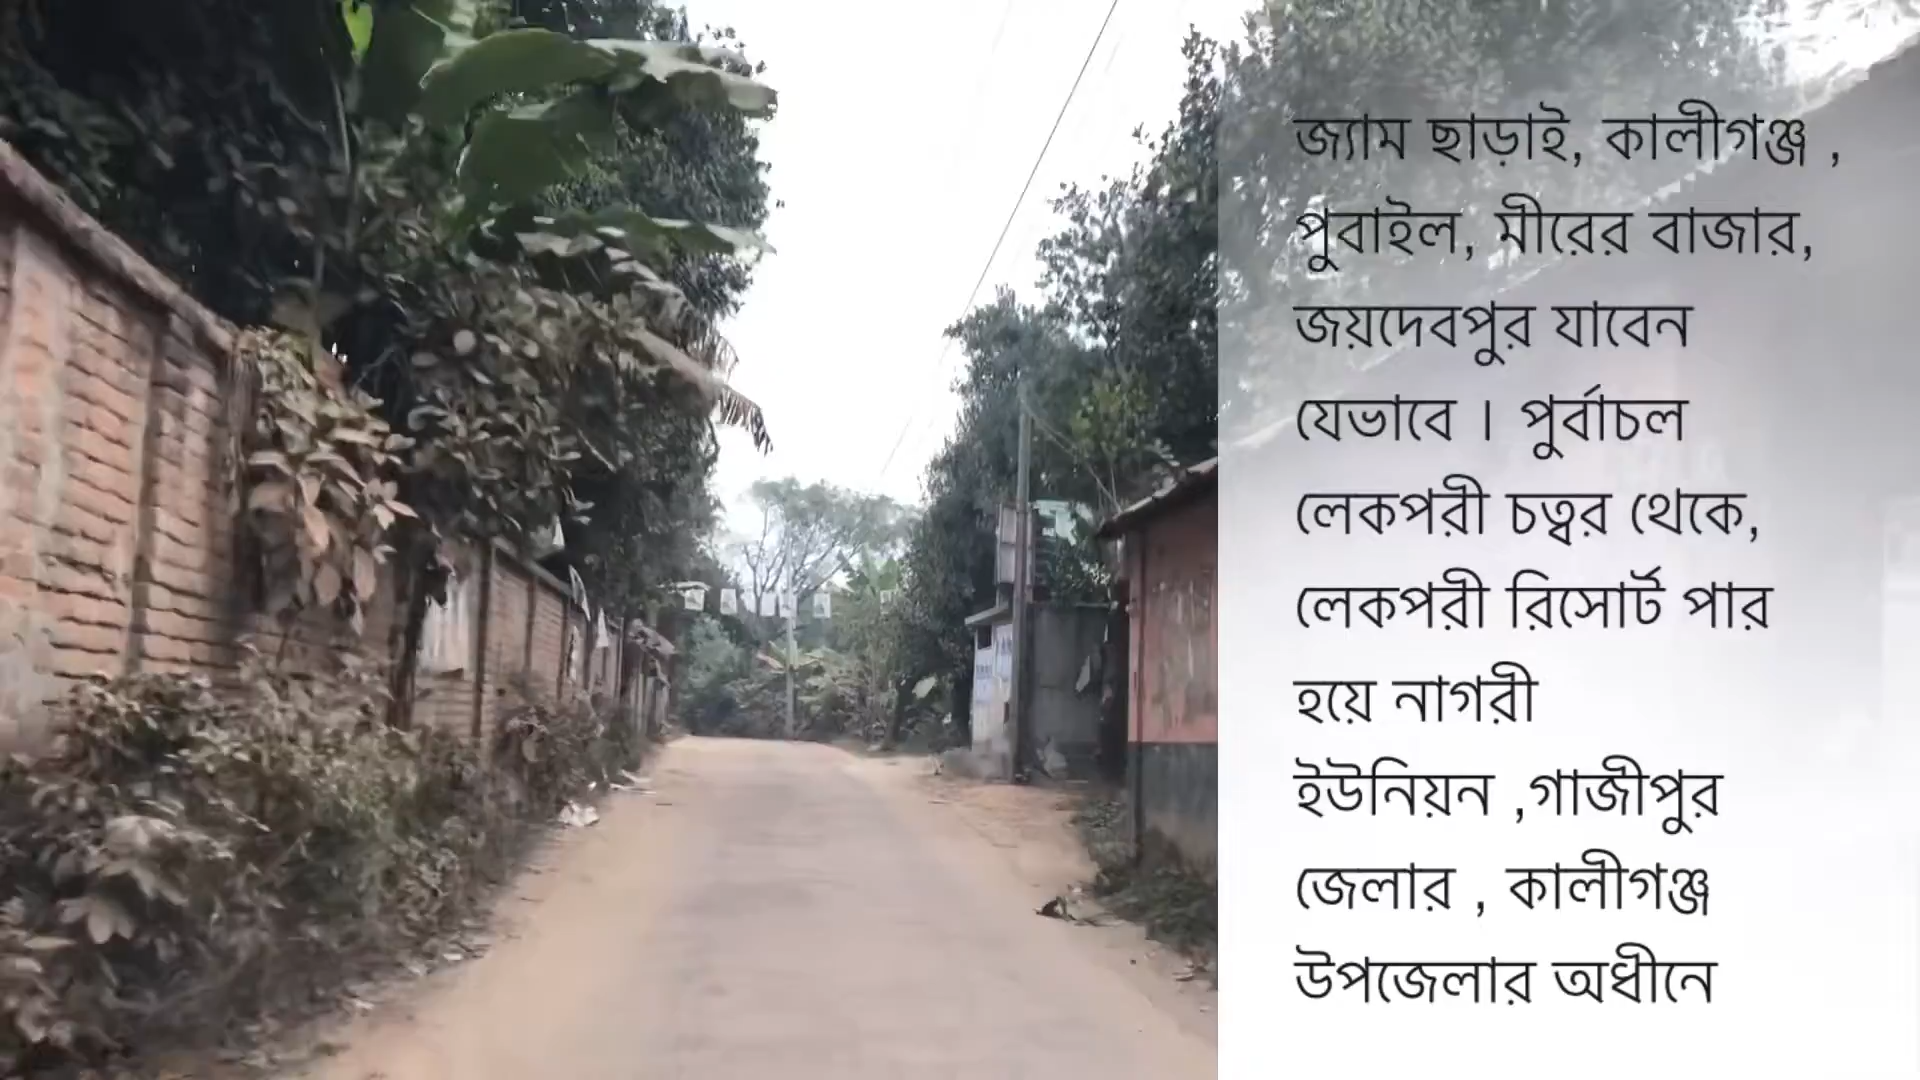 জ্যাম ছাড়াই, কালীগঞ্জ ,
পুবাইল, মীরের বাজার,
জয়দেবপুর যাবেন
যেভাবে । পুর্বাচল
লেকপরী চত্বর থেকে,
লেকপরী রিসোর্ট পার
হয়ে নাগরী
ইউনিয়ন ,গাজীপুর
জেলার , কালীগঞ্জ
উপজেলার অধীনে